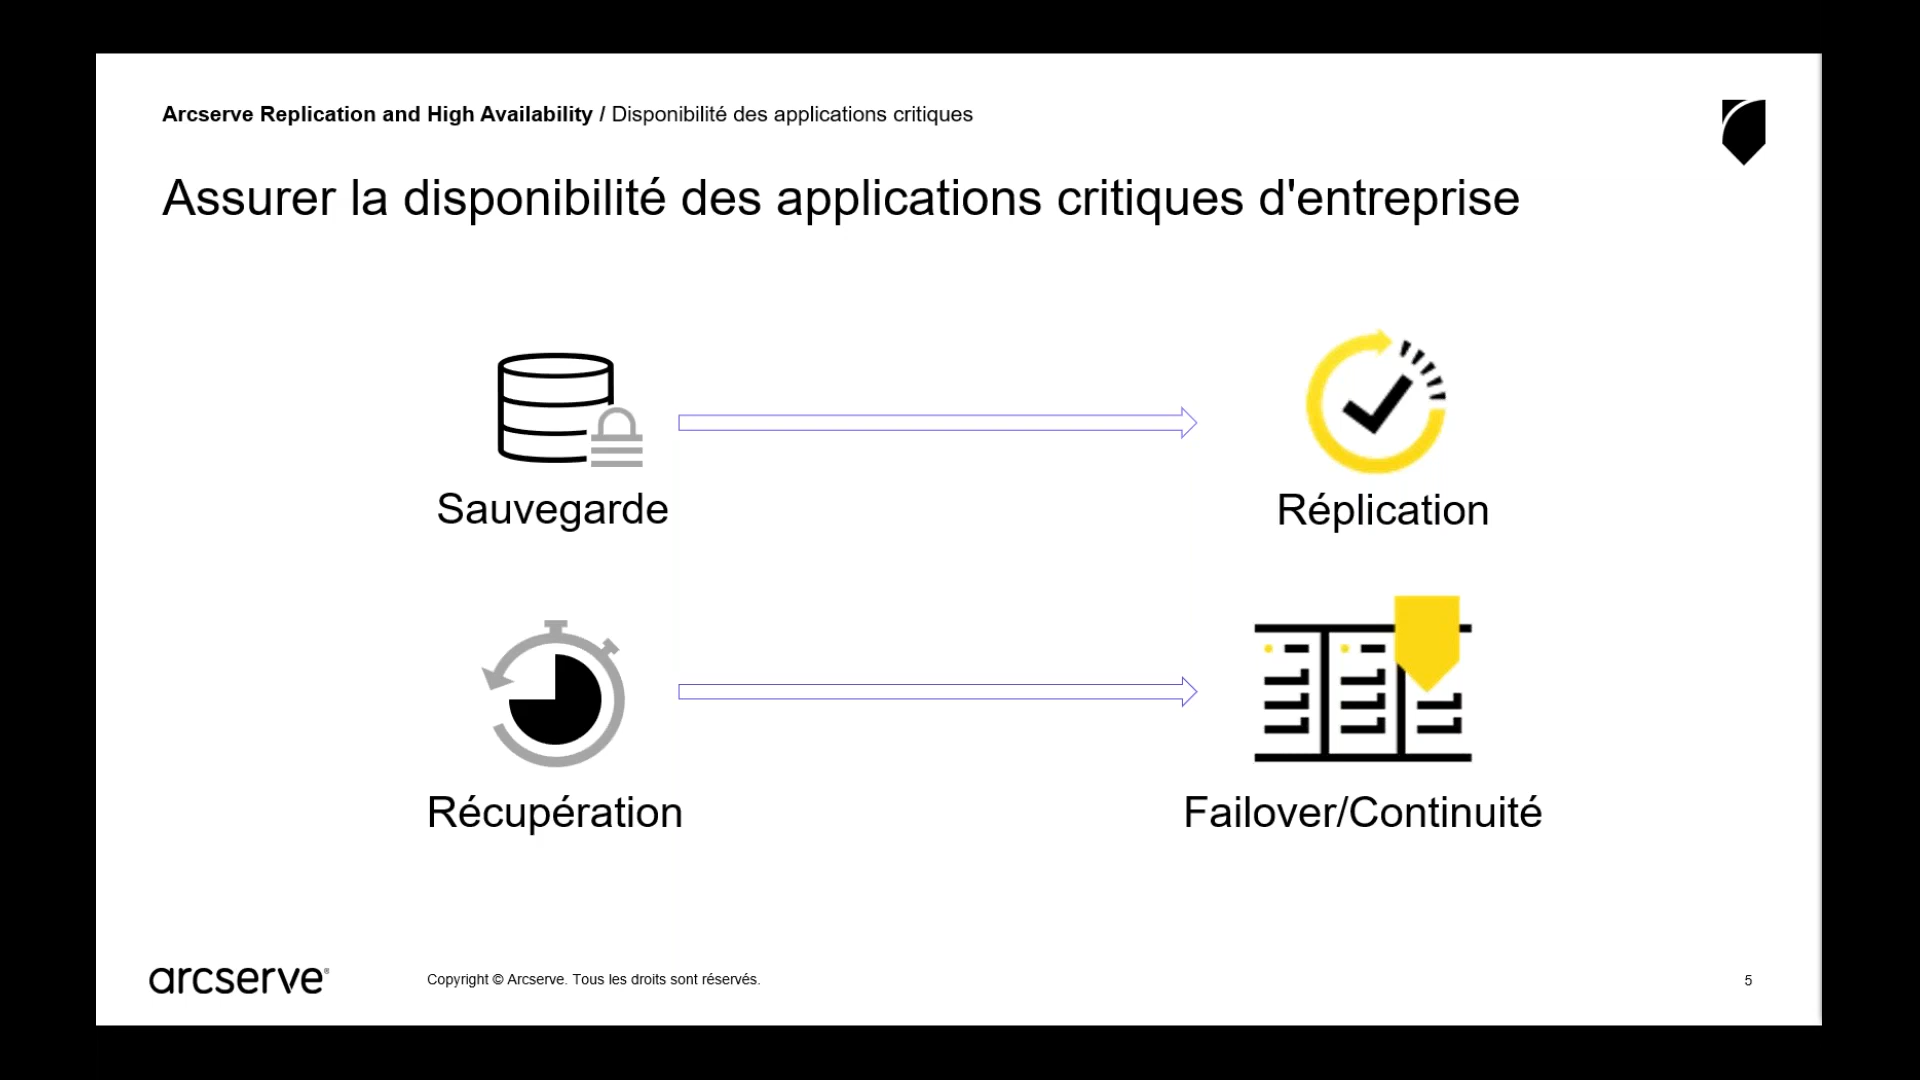 Arcserve Replication and High Availability / Disponibilité des applications critiques
Assurer la disponibilité des applications critiques d'entreprise
Sauvegarde
Réplication
Récupération
Failover/Continuité
arcserve®
Copyright © Arcserve. Tous les droits sont réservés.
5